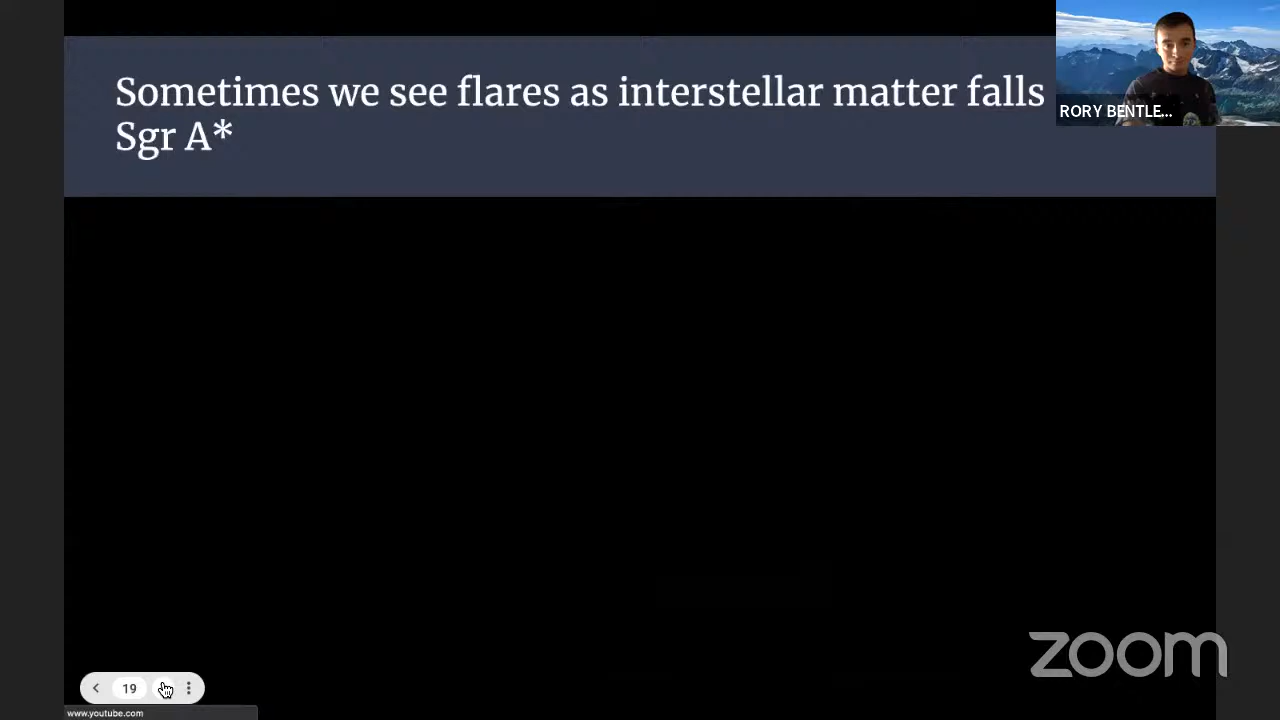 Sometimes we see flares as interstellar matter falls
Sgr A*
RORY BENTLE...
zoom
19
www.youtube.com